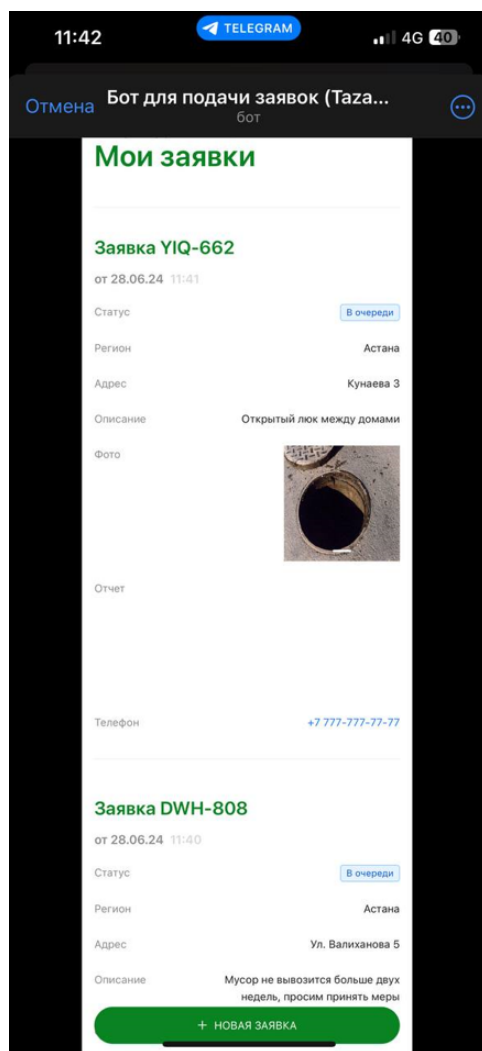 11:42
TELEGRAM
4G 40
Отмена
Бот для подачи заявок (Taza...
бот
Мои заявки
Заявка YIQ-662
от 28.06.24 11:41
Статус
В очереди
Регион
Астана
Адрес
Кунаева 3
Описание
Открытый люк между домами
Фото
Отчет
Телефон
+7 777-777-77-77
Заявка DWH-808
от 28.06.24 11:40
Статус
В очереди
Регион
Астана
Адрес
Ул. Валиханова 5
Описание
Мусор не вывозится больше двух
недель, просим принять меры
+ НОВАЯ ЗАЯВКА